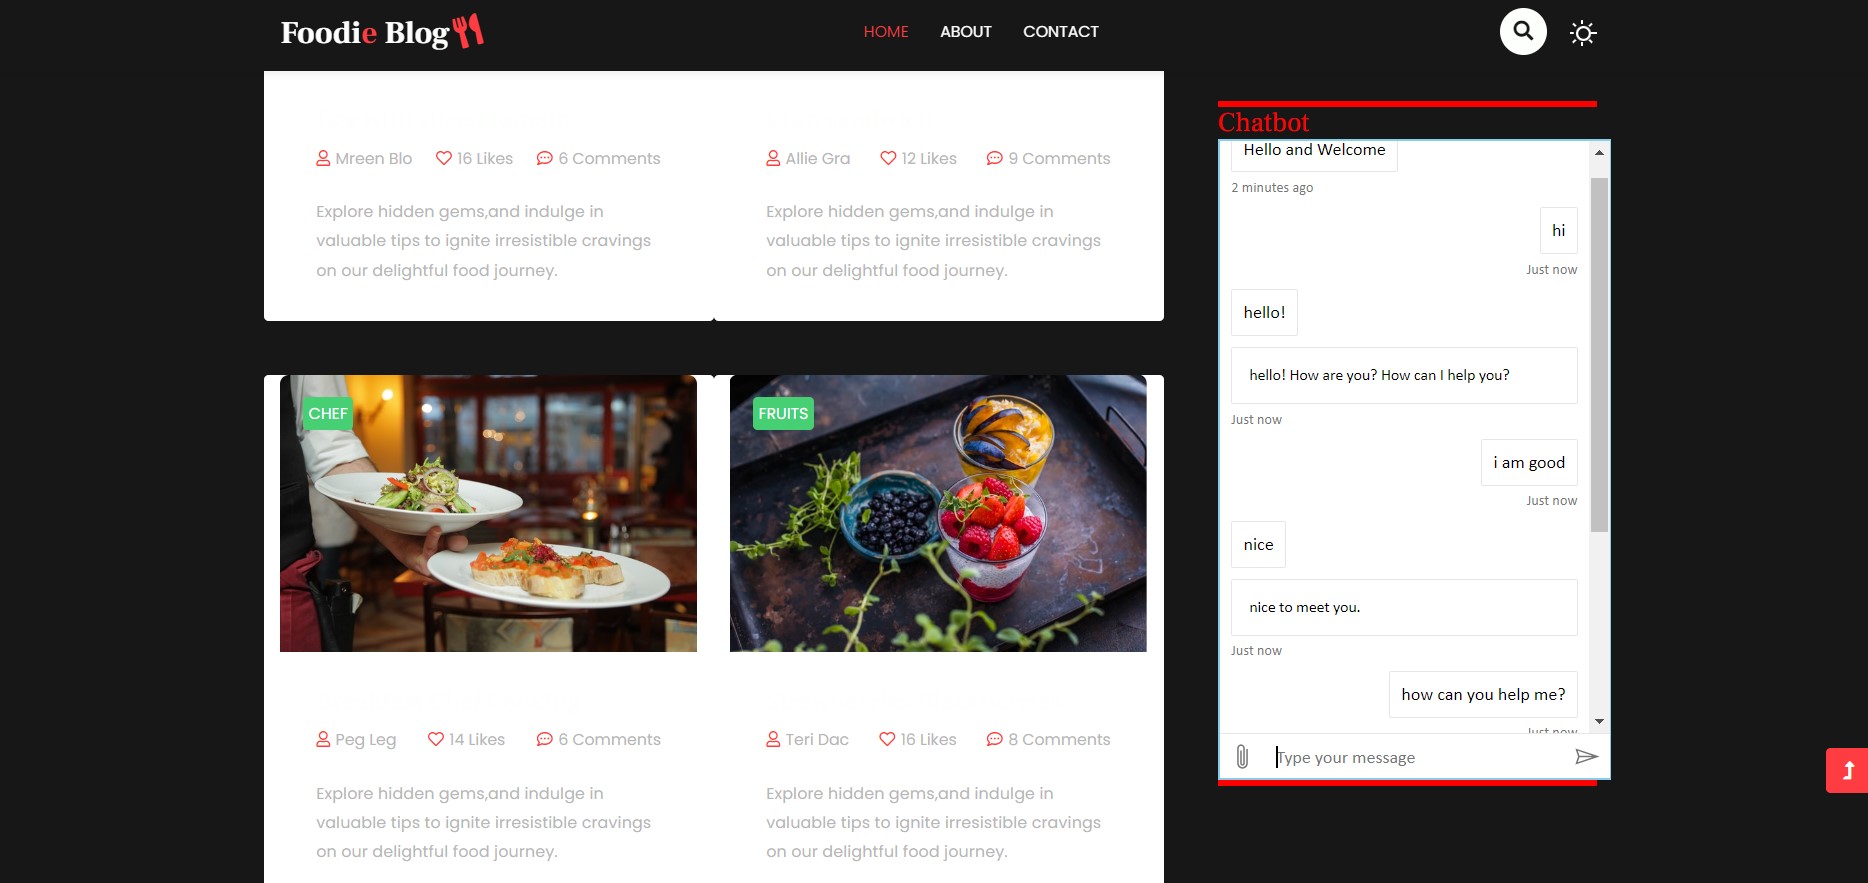 Foodie Blog
HOME ABOUT CONTACT
Mreen Blo 16 Likes 6 Comments
Explore hidden gems,and indulge in
valuable tips to ignite irresistible cravings
on our delightful food journey.
Allie Gra 12 Likes 9 Comments
Explore hidden gems,and indulge in
valuable tips to ignite irresistible cravings
on our delightful food journey.
CHEF
Peg Leg 14 Likes 6 Comments
Explore hidden gems,and indulge in
valuable tips to ignite irresistible cravings
on our delightful food journey.
FRUITS
Teri Dac 16 Likes 8 Comments
Explore hidden gems,and indulge in
valuable tips to ignite irresistible cravings
on our delightful food journey.
Chatbot
Hello and Welcome
2 minutes ago
hi
Just now
hello!
hello! How are you? How can I help you?
Just now
i am good
Just now
nice
nice to meet you.
Just now
how can you help me?
Just now
Type your message